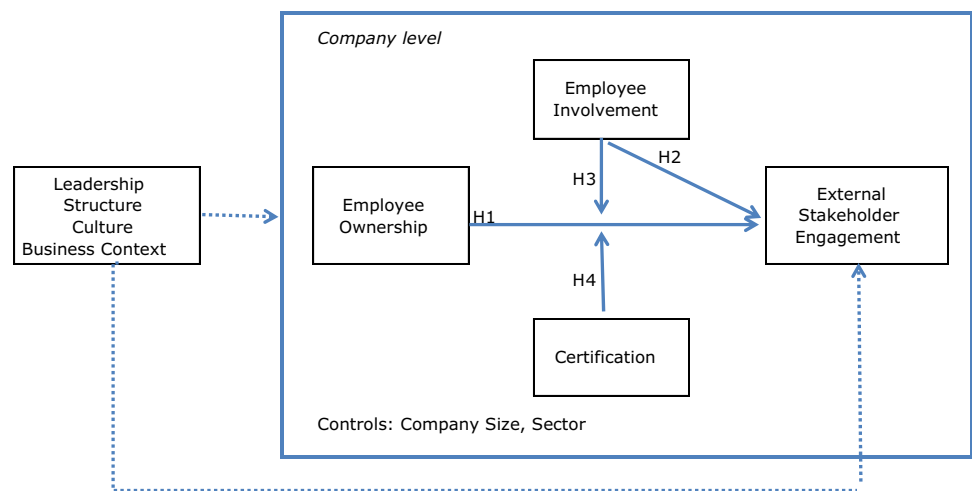 Company level
Employee
Involvement
H2
H3
Leadership
Structure
Culture
Business Context
Employee
Ownership
H1
External
Stakeholder
Engagement
H4
Certification
Controls: Company Size, Sector